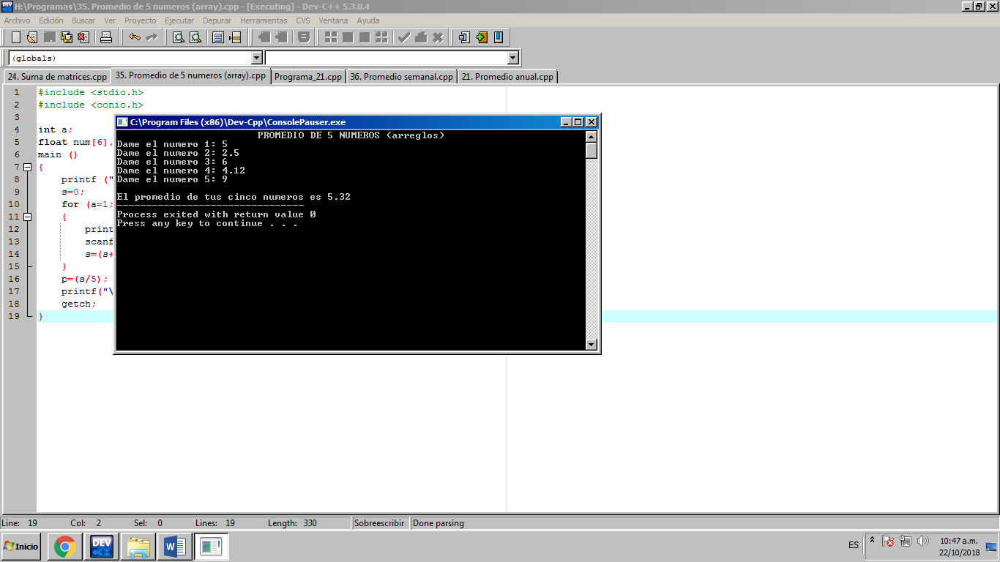 H:\Programas\35. Promedio de 5 numeros (array).cpp - [Executing] - Dev-C++ 5.3.0.4
Archivo Edición Buscar Ver Proyecto Ejecutar Depurar Herramientas CVS Ventana Ayuda
(globals)
24. Suma de matrices.cpp 35. Promedio de 5 numeros (array).cpp Programa_21.cpp 36. Promedio semanal.cpp 21. Promedio anual.cpp
1 #include <stdio.h>
2 #include <conio.h>
3
4 int a;
5 float num[6],
6 main ()
7 {
8 printf ("
9 s=0;
10 for (a=1;
11 {
12 print
13 scanf
14 s=(s+
15 }
16 p=(s/5);
17 printf("\
18 getch;
19 }
C:\Program Files (x86)\Dev-Cpp\ConsolePauser.exe
PROMEDIO DE 5 NUMEROS (arreglos)
Dame el numero 1: 5
Dame el numero 2: 2.5
Dame el numero 3: 6
Dame el numero 4: 4.12
Dame el numero 5: 9
El promedio de tus cinco numeros es 5.32
--------------------------------
Process exited with return value 0
Press any key to continue . . .
Line: 19 Col: 2 Sel: 0 Lines: 19 Length: 330 Sobreescribir Done parsing
Inicio DEV C++ W ES 10:47 a.m.
22/10/2018